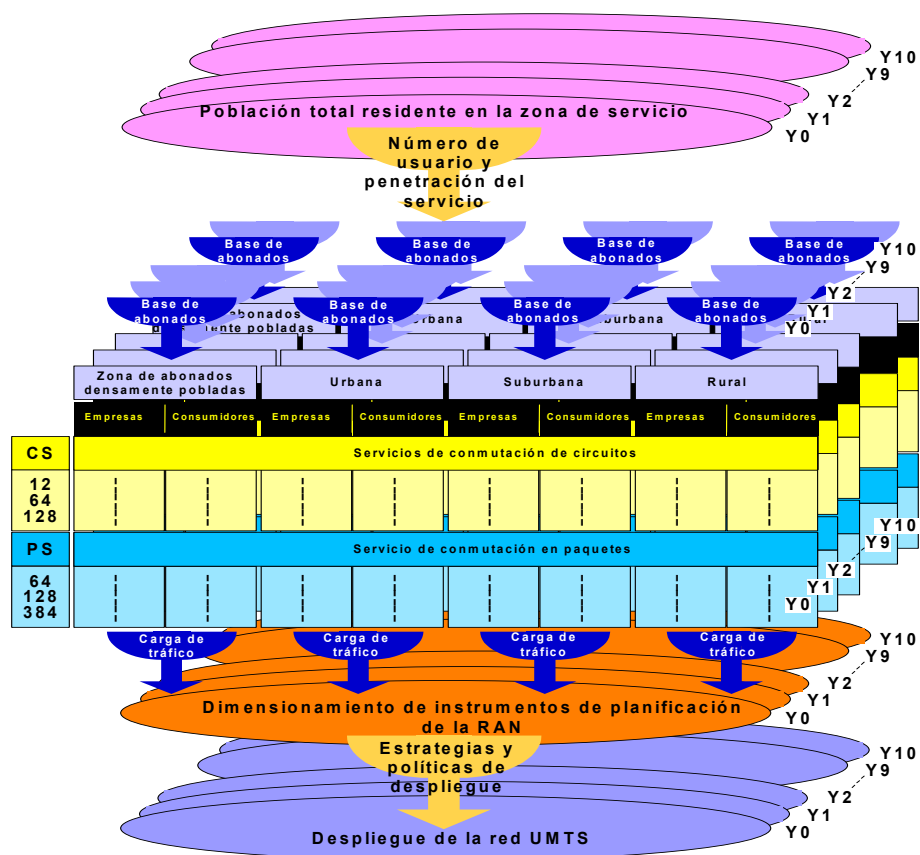 Y10
Y9
Y2
Y1
Y0
Población total residente en la zona de servicio
Número de
usuario y
penetración del
servicio
Base de
abonados
Base de
abonados
Base de
abonados
Base de
abonados
Y10
Y9
Y2
Y1
Y0
Base de
abonados
Base de
abonados
Base de
abonados
Base de
abonados
abonados
pobladas
Zona de abonados
densamente pobladas
Urbana
Suburbana
Rural
Empresas
Consumidores
Empresas
Consumidores
Empresas
Consumidores
Empresas
Consumidores
CS
Servicios de conmutación de circuitos
12
64
128
PS
Servicio de conmutación en paquetes
64
128
384
Y10
Y9
Y2
Y1
Y0
Carga de
tráfico
Carga de
tráfico
Carga de
tráfico
Carga de
tráfico
Y10
Y9
Y2
Y1
Y0
Dimensionamiento de instrumentos de planificación
de la RAN
Estrategias y
políticas de
despliegue
Y10
Y9
Y2
Y1
Y0
Despliegue de la red UMTS